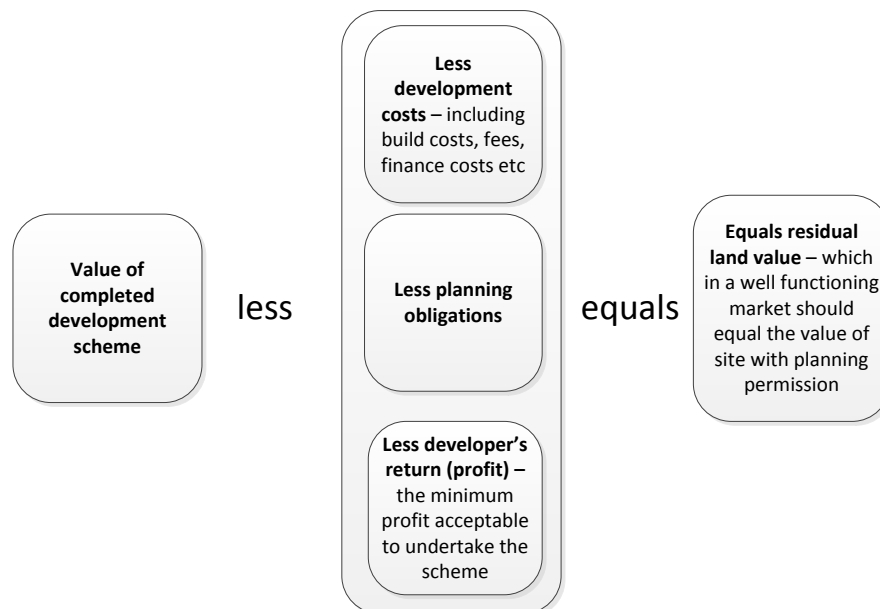 Value of
completed
development
scheme
less
Less
development
costs – including
build costs, fees,
finance costs etc
Less planning
obligations
Less developer’s
return (profit) –
the minimum
profit acceptable
to undertake the
scheme
equals
Equals residual
land value – which
in a well functioning
market should
equal the value of
site with planning
permission